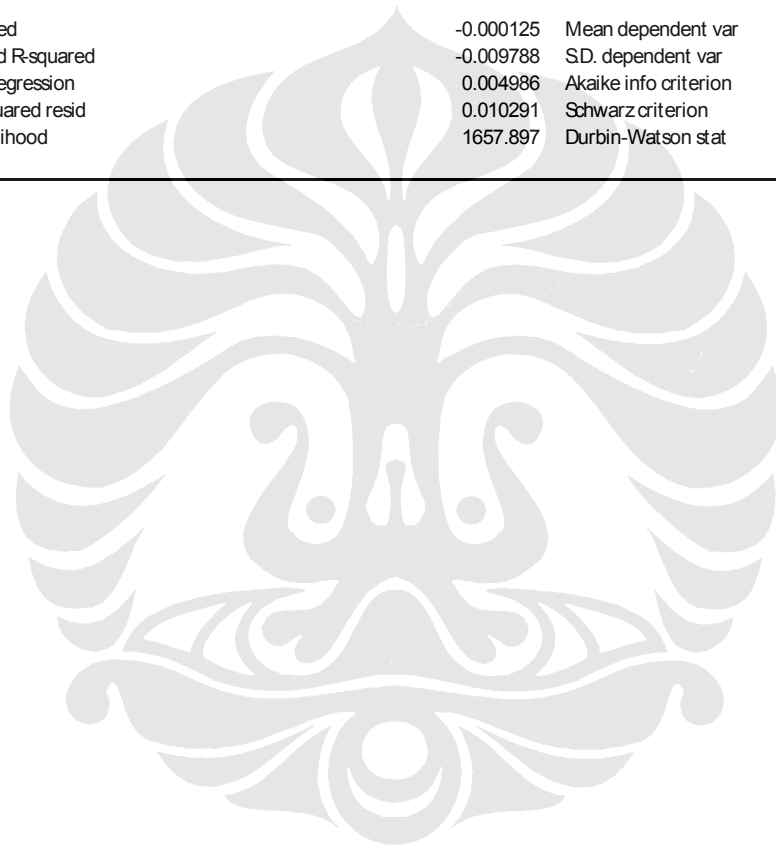 ed -0.000125 Mean dependent var
d R-squared -0.009788 S.D. dependent var
egression 0.004986 Akaike info criterion
uared resid 0.010291 Schwarz criterion
lihood 1657.897 Durbin-Watson stat